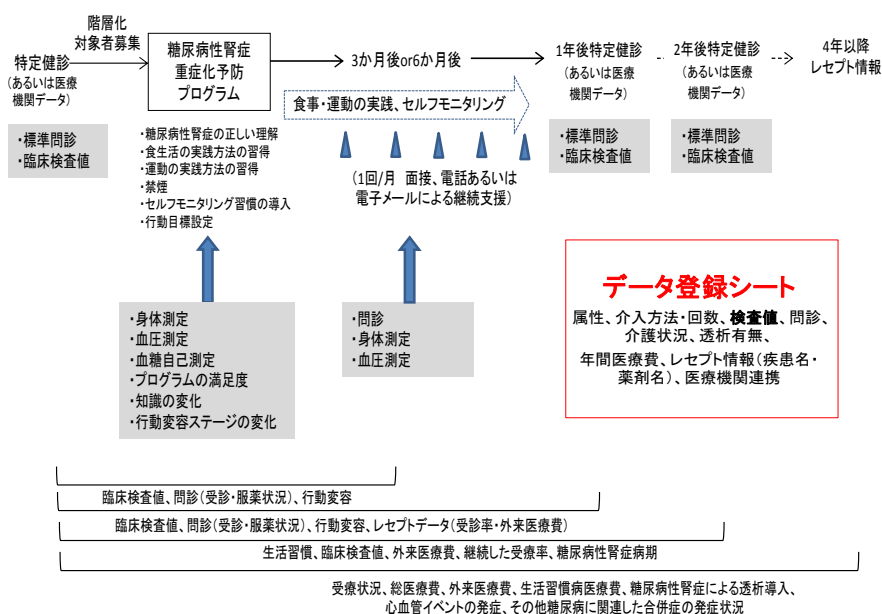 階層化
対象者募集
特定健診
(あるいは医療
機関データ)
・標準問診
・臨床検査値
糖尿病性腎症
重症化予防
プログラム
・糖尿病性腎症の正しい理解
・食生活の実践方法の習得
・運動の実践方法の習得
・禁煙
・セルフモニタリング習慣の導入
・行動目標設定
・身体測定
・血圧測定
・血糖自己測定
・プログラムの満足度
・知識の変化
・行動変容ステージの変化
3か月後or6か月後
食事・運動の実践、セルフモニタリング
(1回/月　面接、電話あるいは
電子メールによる継続支援)
・問診
・身体測定
・血圧測定
1年後特定健診
(あるいは医療
機関データ)
・標準問診
・臨床検査値
2年後特定健診
(あるいは医療
機関データ)
・標準問診
・臨床検査値
4年以降
レセプト情報
データ登録シート
属性、介入方法・回数、検査値、問診、
介護状況、透析有無、
年間医療費、レセプト情報(疾患名・
薬剤名)、医療機関連携
臨床検査値、問診(受診・服薬状況)、行動変容
臨床検査値、問診(受診・服薬状況)、行動変容、レセプトデータ(受診率・外来医療費)
生活習慣、臨床検査値、外来医療費、継続した受療率、糖尿病性腎症病期
受療状況、総医療費、外来医療費、生活習慣病医療費、糖尿病性腎症による透析導入、
心血管イベントの発症、その他糖尿病に関連した合併症の発症状況